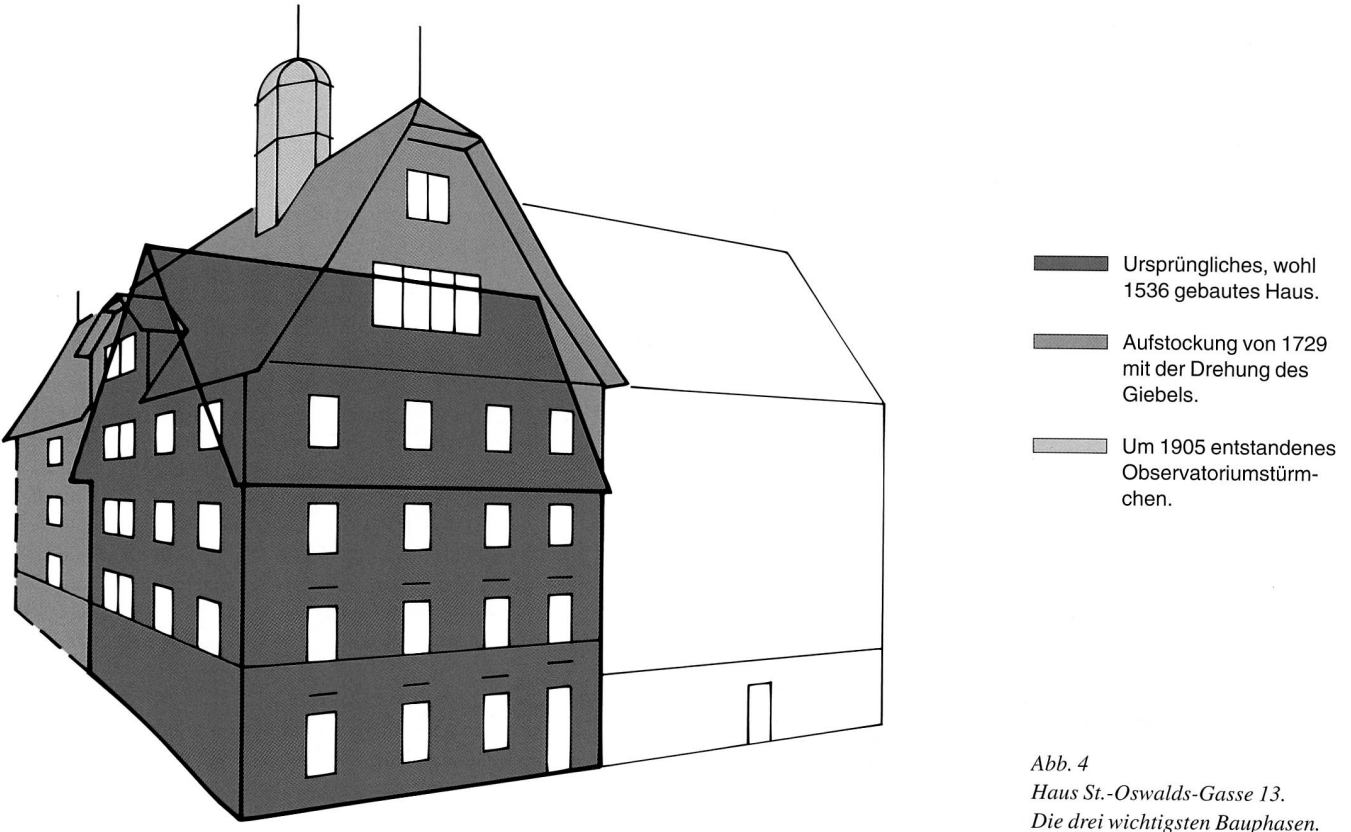 Ursprüngliches, wohl
1536 gebautes Haus.
Aufstockung von 1729
mit der Drehung des
Giebels.
Um 1905 entstandenes
Observatoriumstürm-
chen.
Abb. 4
Haus St.-Oswalds-Gasse 13.
Die drei wichtigsten Bauphasen.